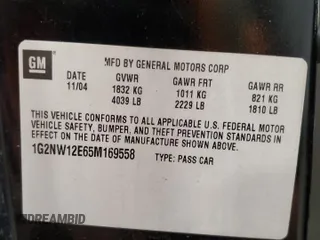 GM
MFD BY GENERAL MOTORS CORP
DATE GVWR GAWR FRT GAWR RR
11/04 1832 KG 1011 KG 821 KG
4039 LB 2229 LB 1810 LB
THIS VEHICLE CONFORMS TO ALL APPLICABLE U.S. FEDERAL MOTOR
VEHICLE SAFETY, BUMPER, AND THEFT PREVENTION STANDARDS IN
EFFECT ON THE DATE OF MANUFACTURE SHOWN ABOVE.
1G2NW12E65M169558 TYPE: PASS CAR
DREAMBID